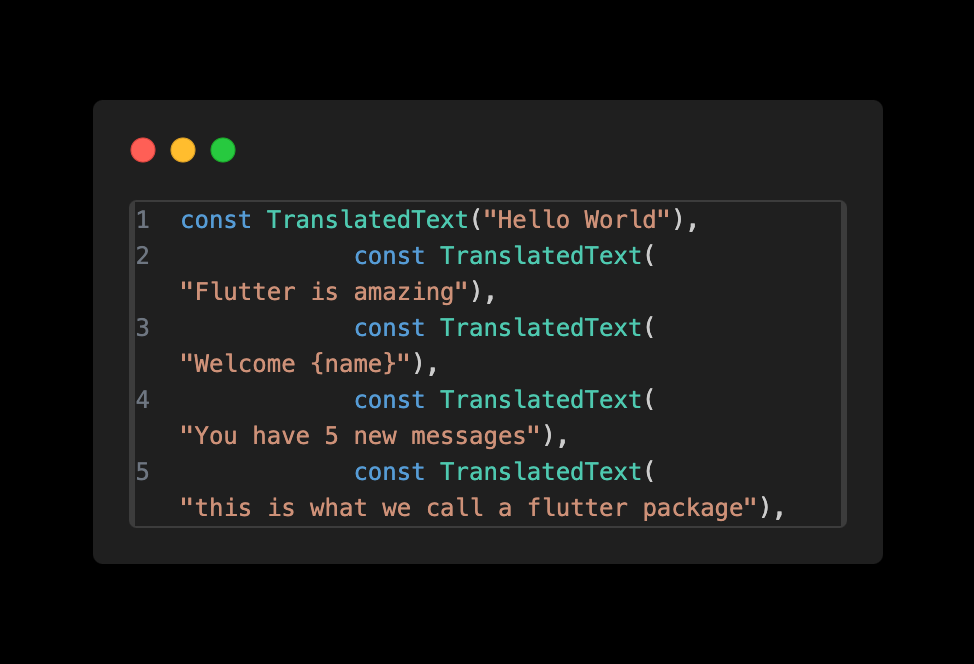 1 const TranslatedText("Hello World"),
2 const TranslatedText(
"Flutter is amazing"),
3 const TranslatedText(
"Welcome {name}"),
4 const TranslatedText(
"You have 5 new messages"),
5 const TranslatedText(
"this is what we call a flutter package"),